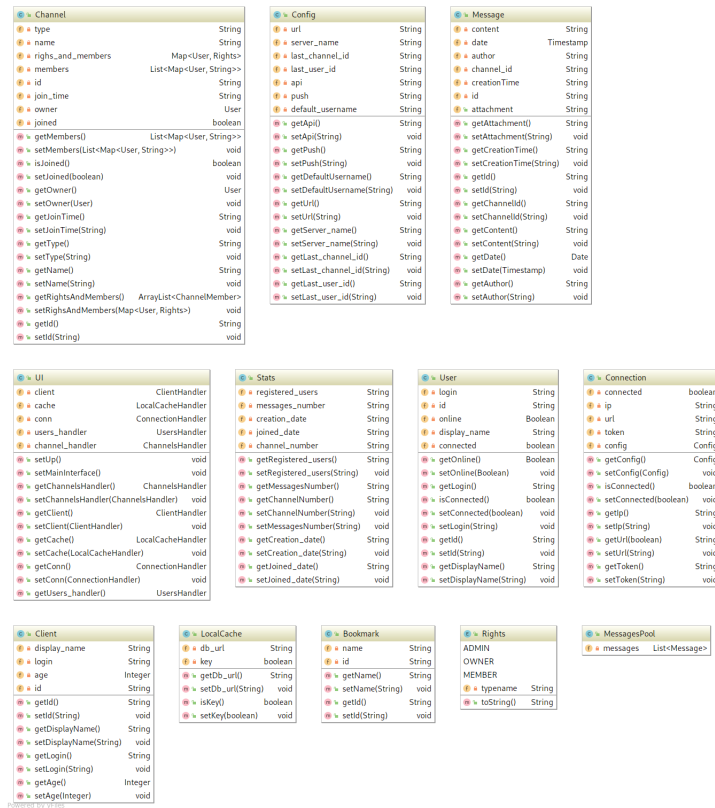 Channel
type String
name String
righs_and_members Map<User, Rights>
members List<Map<User, String>>
id String
join_time String
owner User
joined boolean
getMembers() List<Map<User, String>>
setMembers(List<Map<User, String>>) void
isJoined() boolean
setJoined(boolean) void
getOwner() User
setOwner(User) void
getJoinTime() String
setJoinTime(String) void
getType() String
setType(String) void
getName() String
setName(String) void
getRightsAndMembers() ArrayList<ChannelMember>
setRighsAndMembers(Map<User, Rights>) void
getId() String
setId(String) void
Config
url String
server_name String
last_channel_id String
last_user_id String
api String
push String
default_username String
getApi() String
setApi(String) void
getPush() String
setPush(String) void
getDefaultUsername() String
setDefaultUsername(String) void
getUrl() String
setUrl(String) void
getServer_name() String
setServer_name(String) void
getLast_channel_id() String
setLast_channel_id(String) void
getLast_user_id() String
setLast_user_id(String) void
Message
content String
date Timestamp
author String
channel_id String
creationTime String
id String
attachment String
getAttachment() String
setAttachment(String) void
getCreationTime() String
setCreationTime(String) void
getId() String
setId(String) void
getChannelId() String
setChannelId(String) void
getContent() String
setContent(String) void
getDate() Date
setDate(Timestamp) void
getAuthor() String
setAuthor(String) void
UI
client ClientHandler
cache LocalCacheHandler
conn ConnectionHandler
users_handler UsersHandler
channel_handler ChannelsHandler
setUp() void
setMainInterface() void
getChannelsHandler() ChannelsHandler
setChannelsHandler(ChannelsHandler) void
getClient() ClientHandler
setClient(ClientHandler) void
getCache() LocalCacheHandler
setCache(LocalCacheHandler) void
getConn() ConnectionHandler
setConn(ConnectionHandler) void
getUsers_handler() UsersHandler
Stats
registered_users String
messages_number String
creation_date String
joined_date String
channel_number String
getRegistered_users() String
setRegistered_users(String) void
getMessagesNumber() String
getChannelNumber() String
setChannelNumber(String) void
setMessagesNumber(String) void
getCreation_date() String
setCreation_date(String) void
getJoined_date() String
setJoined_date(String) void
User
login String
id String
online Boolean
display_name String
connected boolean
getOnline() Boolean
setOnline(Boolean) void
getLogin() String
isConnected() boolean
setConnected(boolean) void
setLogin(String) void
getId() String
setId(String) void
getDisplayName() String
setDisplayName(String) void
Connection
connected boolean
ip String
url String
token String
config Config
getConfig() Config
setConfig(Config) void
isConnected() boolean
setConnected(boolean) void
getIp() String
setIp(String) void
getUrl(boolean) String
setUrl(String) void
getToken() String
setToken(String) void
Client
display_name String
login String
age Integer
id String
getId() String
setId(String) void
getDisplayName() String
setDisplayName(String) void
getLogin() String
setLogin(String) void
getAge() Integer
setAge(Integer) void
LocalCache
db_url String
key boolean
getDb_url() String
setDb_url(String) void
isKey() boolean
setKey(boolean) void
Bookmark
name String
id String
getName() String
setName(String) void
getId() String
setId(String) void
Rights
ADMIN
OWNER
MEMBER
typename String
toString() String
MessagesPool
messages List<Message>
Powered by yFiles